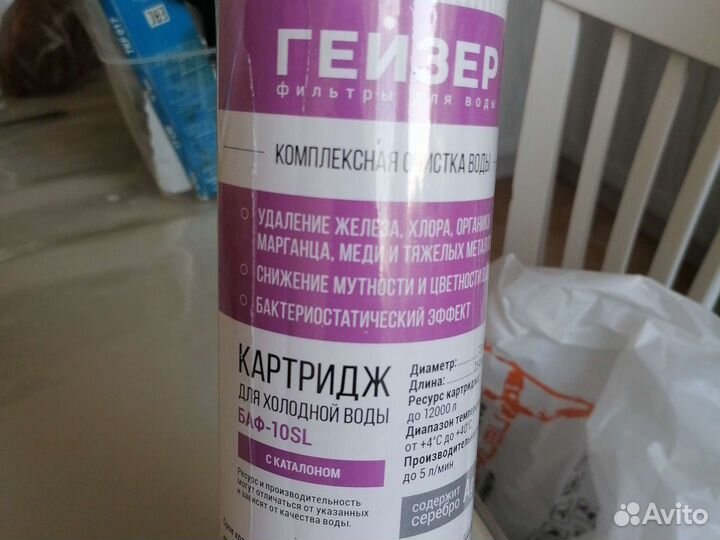 ГЕЙЗЕР
фильтры для воды
КОМПЛЕКСНАЯ ОЧИСТКА ВОДЫ
УДАЛЕНИЕ ЖЕЛЕЗА, ХЛОРА, ОРГАНИК
МАРГАНЦА, МЕДИ И ТЯЖЕЛЫХ МЕТАЛ
СНИЖЕНИЕ МУТНОСТИ И ЦВЕТНОСТИ
БАКТЕРИОСТАТИЧЕСКИЙ ЭФФЕКТ
КАРТРИДЖ
ДЛЯ ХОЛОДНОЙ ВОДЫ
БАФ-10SL
С КАТАЛОНОМ
Ресурс и производительность
могут отличаться от указанных
и зависят от качества воды.
Диаметр:
Длина:
Ресурс картриджа
до 12000 л
Диапазон темпер
от +4°С до +40°
Производительн
до 5 л/мин
содержит
серебро
Avito